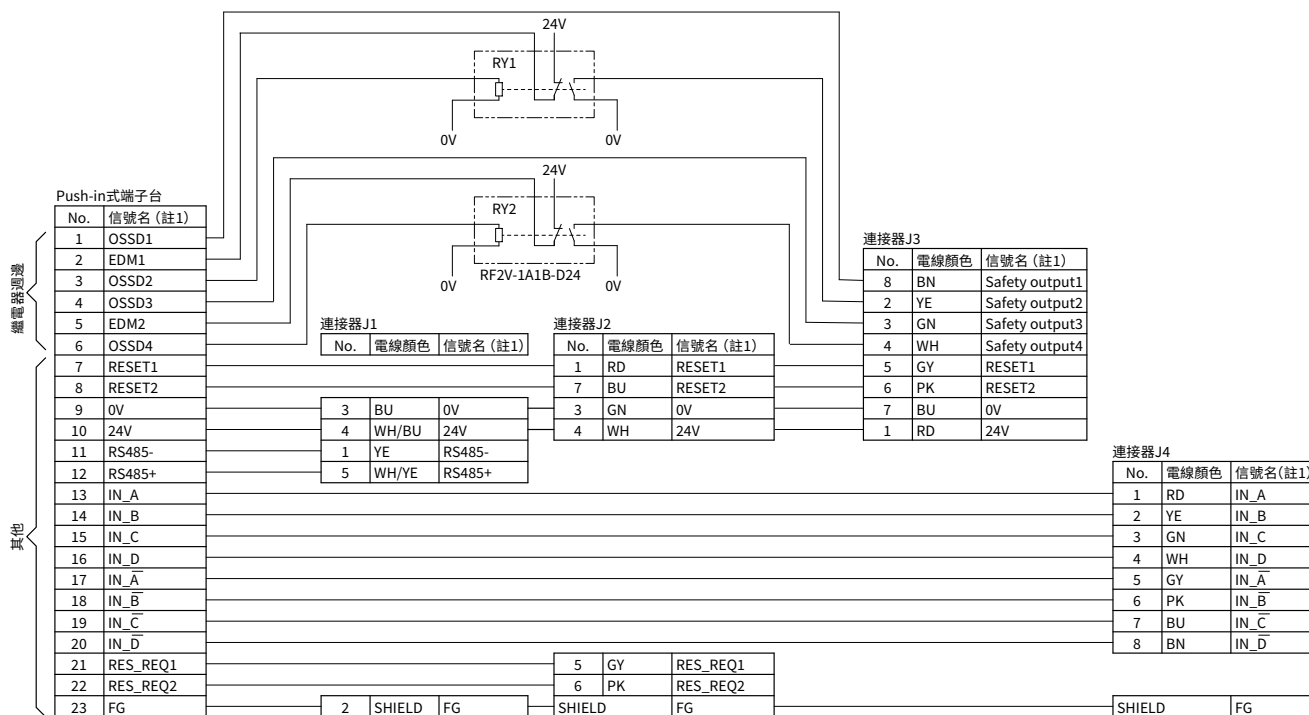 24V
RY1
0V 0V
24V
RY2
0V 0V
RF2V-1A1B-D24
繼電器週邊
其他
Push-in式端子台
No. 信號名（註1）
1 OSSD1
2 EDM1
3 OSSD2
4 OSSD3
5 EDM2
6 OSSD4
7 RESET1
8 RESET2
9 0V
10 24V
11 RS485-
12 RS485+
13 IN_A
14 IN_B
15 IN_C
16 IN_D
17 IN_A̅
18 IN_B̅
19 IN_C̅
20 IN_D̅
21 RES_REQ1
22 RES_REQ2
23 FG
連接器J1
No. 電線顏色 信號名（註1）
3 BU 0V
4 WH/BU 24V
1 YE RS485-
5 WH/YE RS485+
2 SHIELD FG
連接器J2
No. 電線顏色 信號名（註1）
1 RD RESET1
7 BU RESET2
3 GN 0V
4 WH 24V
5 GY RES_REQ1
6 PK RES_REQ2
SHIELD FG
連接器J3
No. 電線顏色 信號名（註1）
8 BN Safety output1
2 YE Safety output2
3 GN Safety output3
4 WH Safety output4
5 GY RESET1
6 PK RESET2
7 BU 0V
1 RD 24V
連接器J4
No. 電線顏色 信號名（註1）
1 RD IN_A
2 YE IN_B
3 GN IN_C
4 WH IN_D
5 GY IN_A̅
6 PK IN_B̅
7 BU IN_C̅
8 BN IN_D̅
SHIELD FG